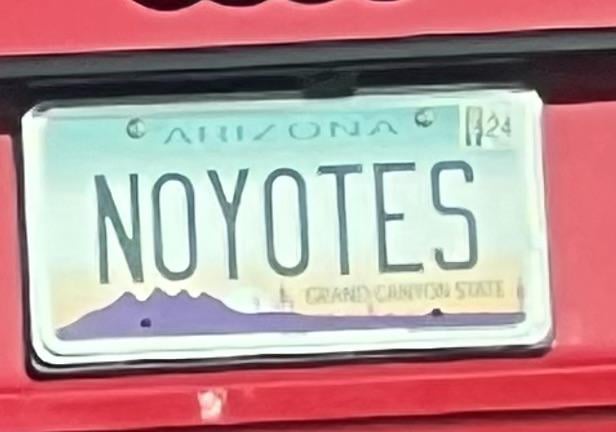 ARIZONA
24
NOYOTES
GRAND CANYON STATE